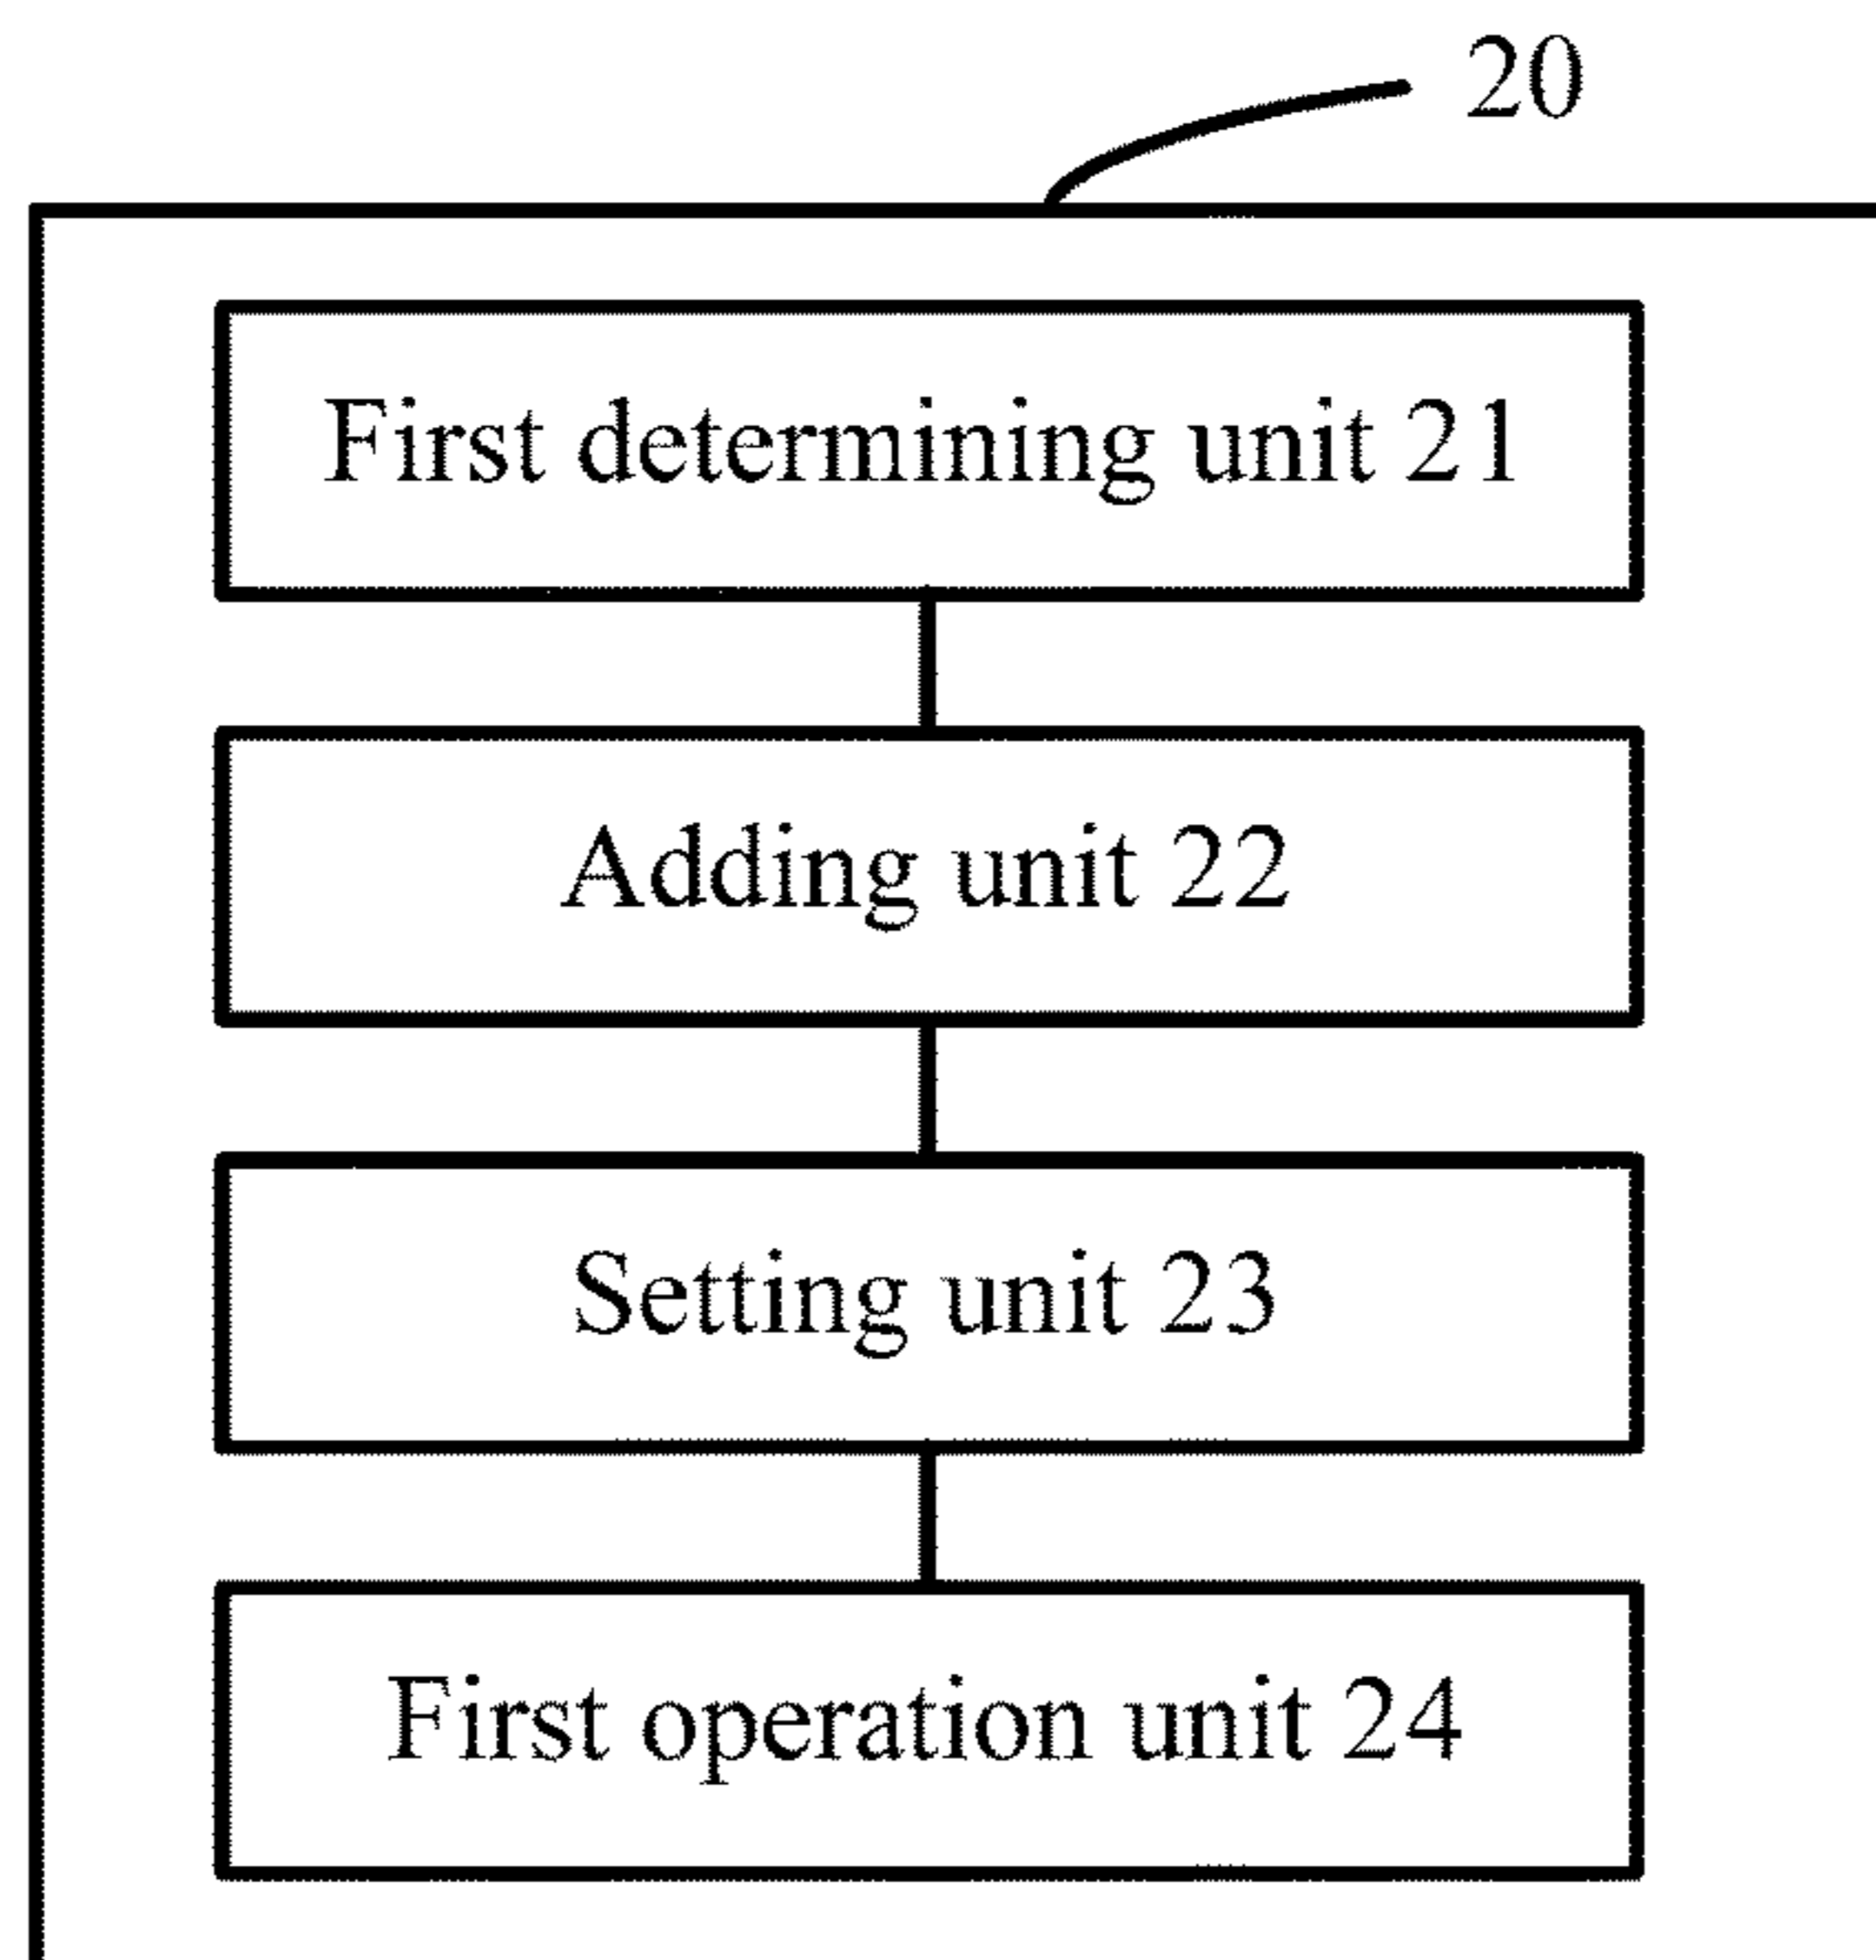 20
First determining unit 21
Adding unit 22
Setting unit 23
First operation unit 24